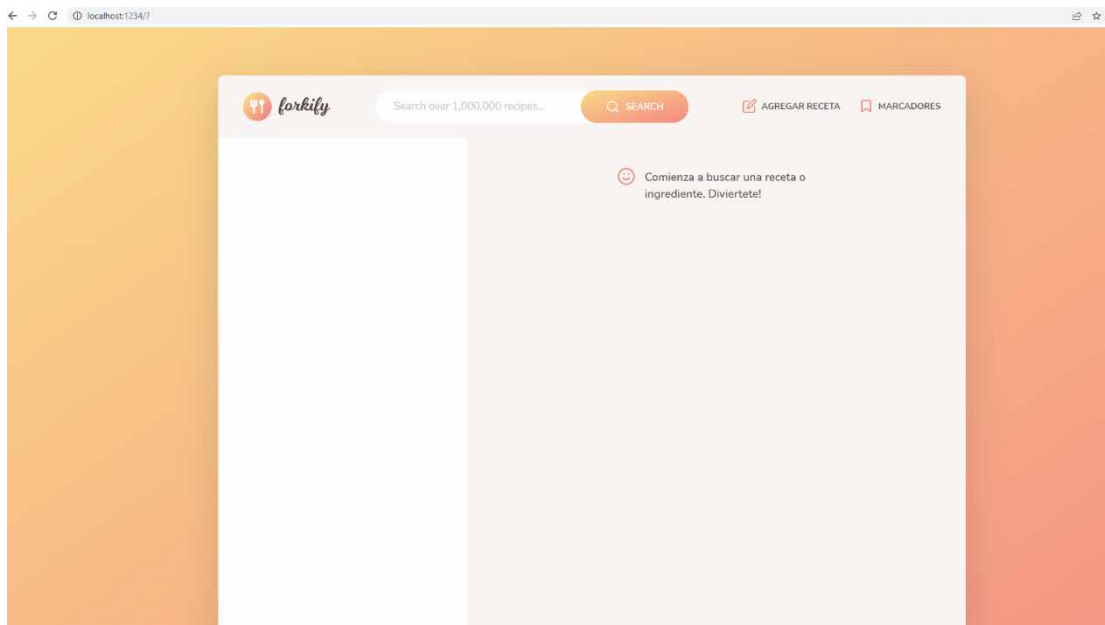 localhost:1234/?
forkify
Search over 1,000,000 recipes...
SEARCH
AGREGAR RECETA
MARCADORES
Comienza a buscar una receta o
ingrediente. Diviertete!